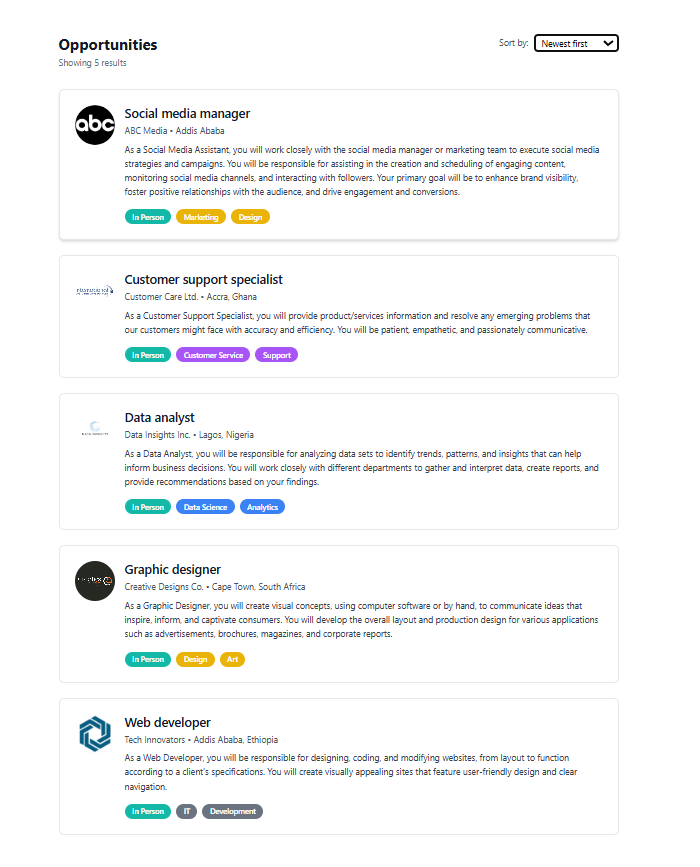 Opportunities
Sort by: Newest first
Showing 5 results
abc
Social media manager
ABC Media • Addis Ababa
As a Social Media Assistant, you will work closely with the social media manager or marketing team to execute social media
strategies and campaigns. You will be responsible for assisting in the creation and scheduling of engaging content,
monitoring social media channels, and interacting with followers. Your primary goal will be to enhance brand visibility,
foster positive relationships with the audience, and drive engagement and conversions.
In Person Marketing Design
Customer support specialist
Customer Care Ltd. • Accra, Ghana
As a Customer Support Specialist, you will provide product/services information and resolve any emerging problems that
our customers might face with accuracy and efficiency. You will be patient, empathetic, and passionately communicative.
In Person Customer Service Support
Data analyst
Data Insights Inc. • Lagos, Nigeria
As a Data Analyst, you will be responsible for analyzing data sets to identify trends, patterns, and insights that can help
inform business decisions. You will work closely with different departments to gather and interpret data, create reports, and
provide recommendations based on your findings.
In Person Data Science Analytics
Graphic designer
Creative Designs Co. • Cape Town, South Africa
As a Graphic Designer, you will create visual concepts, using computer software or by hand, to communicate ideas that
inspire, inform, and captivate consumers. You will develop the overall layout and production design for various applications
such as advertisements, brochures, magazines, and corporate reports.
In Person Design Art
Web developer
Tech Innovators • Addis Ababa, Ethiopia
As a Web Developer, you will be responsible for designing, coding, and modifying websites, from layout to function
according to a client's specifications. You will create visually appealing sites that feature user-friendly design and clear
navigation.
In Person IT Development